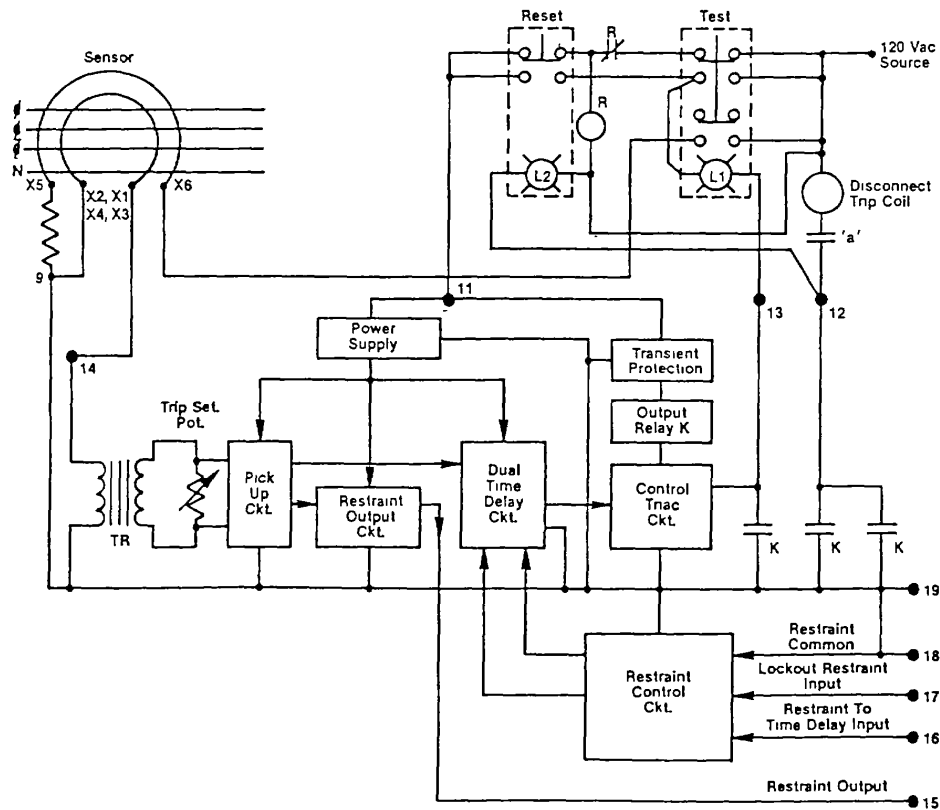 Reset
Test
Sensor
R
120 Vac
Source
R
N
X5
X2, X1
X4, X3
X6
L2
L1
Disconnect
Trip Coil
'a'
9
11
13
12
14
Power
Supply
Transient
Protection
Trip Set.
Pot.
Output
Relay K
Pick
Up
Ckt.
Restraint
Output
Ckt.
Dual
Time
Delay
Ckt.
Control
Triac
Ckt.
TR
K
K
K
19
Restraint
Common
18
Lockout Restraint
Input
17
Restraint
Control
Ckt.
Restraint To
Time Delay Input
16
Restraint Output
15